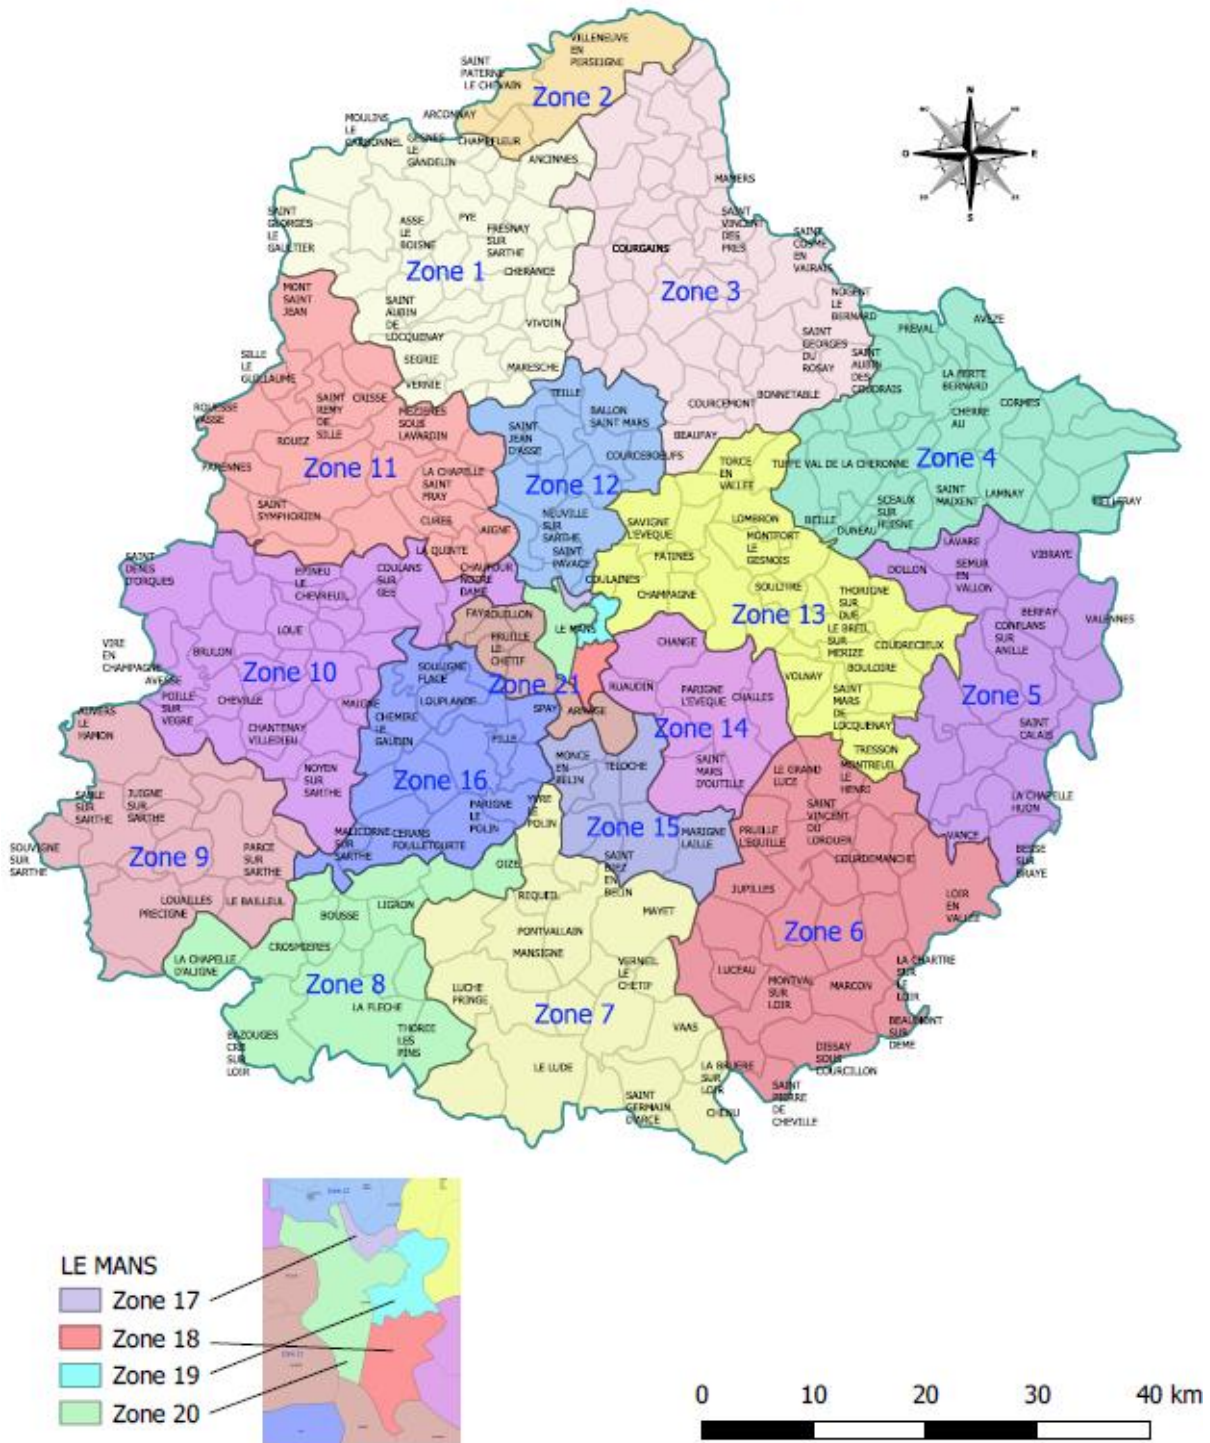 VILLENEUVE
EN
PERSEIGNE
SAINT
PATERNE
LE CHEVAIN
Zone 2
ARCONNAY
MOULINS
LE
CARBONNEL
GESNES
LE
GANDELIN
CHAMPFLEUR
ANCINNES
N
O
E
S
MAMERS
SAINT
GEORGES
LE
GAULTIER
ASSE
LE
BOISNE
FYE
FRESNAY
SUR
SARTHE
SAINT
VINCENT
DES
PRES
SAINT
COSME
EN
VAIRAIS
COURGAINS
Zone 1
CHERANCE
Zone 3
MONT
SAINT
JEAN
SAINT
AUBIN
DE
LOCQUENAY
VIVOIN
NOGENT
LE
BERNARD
PREVAL
AVEZE
SAINT
GEORGES
DU
ROSAY
SILLE
LE
GUILLAUME
SEGRIE
MARESCHE
VERNIE
SAINT
AUBIN
DES
COUDRAIS
LA FERTE
BERNARD
CORMES
ROUESSE
VASSE
SAINT
REMY
DE
SILLE
CRISSE
MEZIERES
SOUS
LAVARDIN
TEILLE
BALLON
SAINT MARS
BONNETABLE
COURCEMONT
CHERRE
AU
ROUEZ
SAINT
JEAN
D'ASSE
BEAUFAY
COURCEBOEUFS
Zone 11
PARENNES
LA CHAPELLE
SAINT
FRAY
Zone 12
TORCE
EN
VALLEE
TUFFE VAL DE LA CHERONNE
Zone 4
SAINT
SYMPHORIEN
CURES
AIGNE
NEUVILLE
SUR
SARTHE
SAVIGNE
L'EVEQUE
LOMBRON
BEILLE
DUNEAU
SCEAUX
SUR
HUISNE
SAINT
MAIXENT
LAMNAY
BELLERAY
SAINT
DENIS
D'ORQUES
LA QUINTE
SAINT
PAVACE
FATINES
MONTFORT
LE
GESNOIS
LAVARE
VIBRAYE
EPINEU
LE
CHEVREUIL
COULANS
SUR
GEE
CHAUFOUR
NOTRE
DAME
COULAINES
CHAMPAGNE
SOULITRE
DOLLON
SEMUR
EN
VALLON
FAY
ROUILLON
Zone 13
THORIGNE
SUR
DUE
BERFAY
VALENNES
LOUE
PRUILLE
LE
CHETIF
LE MANS
CHANGE
LE BREIL
SUR
MERIZE
COUDRECIEUX
CONFLANS
SUR
ANILLE
VIRE
EN
CHAMPAGNE
BRULON
Zone 10
SOULIGNE
FLACE
BOULOIRE
AVESSE
Zone 21
RUAUDIN
PARIGNE
L'EVEQUE
CHALLES
VOLNAY
Zone 5
POILLE
SUR
VEGRE
CHEVILLE
MAIGNE
LOUPLANDE
SPAY
ARNAGE
SAINT
MARS
DE
LOCQUENAY
AUVERS
LE
HAMON
CHANTENAY
VILLEDIEU
CHEMIRE
LE
GAUDIN
FILLE
Zone 14
SAINT
CALAIS
TRESSON
MONTREUIL
LE
HENRI
NOYEN
SUR
SARTHE
Zone 16
MONCE
EN
BELIN
TELOCHE
SAINT
MARS
D'OUTILLE
LE GRAND
LUCE
SABLE
SUR
SARTHE
JUIGNE
SUR
SARTHE
PARIGNE
LE
POLIN
YVRE
LE
POLIN
SAINT
VINCENT
DU
LOROUER
LA CHAPELLE
HUON
SOUVIGNE
SUR
SARTHE
Zone 9
PARCE
SUR
SARTHE
MALICORNE
SUR
SARTHE
CERANS
FOULLETOURTE
Zone 15
MARIGNE
LAILLE
PRUILLE
L'EGUILLE
VANCE
BESSE
SUR
BRAYE
COURDEMANCHE
OIZE
SAINT
BIEZ
EN
BELIN
LOUAILLES
LE BAILLEUL
PRECIGNE
BOUSSE
LIGRON
REQUEIL
MAYET
JUPILLES
LOIR
EN
VALLEE
CROSMIERES
PONTVALLAIN
MANSIGNE
Zone 6
LA CHAPELLE
D'ALIGNE
Zone 8
VERNEIL
LE
CHETIF
LUCEAU
LA CHARTRE
SUR
LE
LOIR
LUCHE
PRINGE
LA FLECHE
Zone 7
MONTVAL
SUR
LOIR
MARCON
BAZOUGES
CRE
SUR
LOIR
THOREE
LES
PINS
VAAS
BEAUMONT
SUR
DEME
DISSAY
SOUS
COURCILLON
LE LUDE
LA BRUERE
SUR
LOIR
SAINT
GERMAIN
D'ARCE
CHENU
SAINT
PIERRE
DE
CHEVILLE
LE MANS
Zone 17
Zone 18
Zone 19
Zone 20
0 10 20 30 40 km